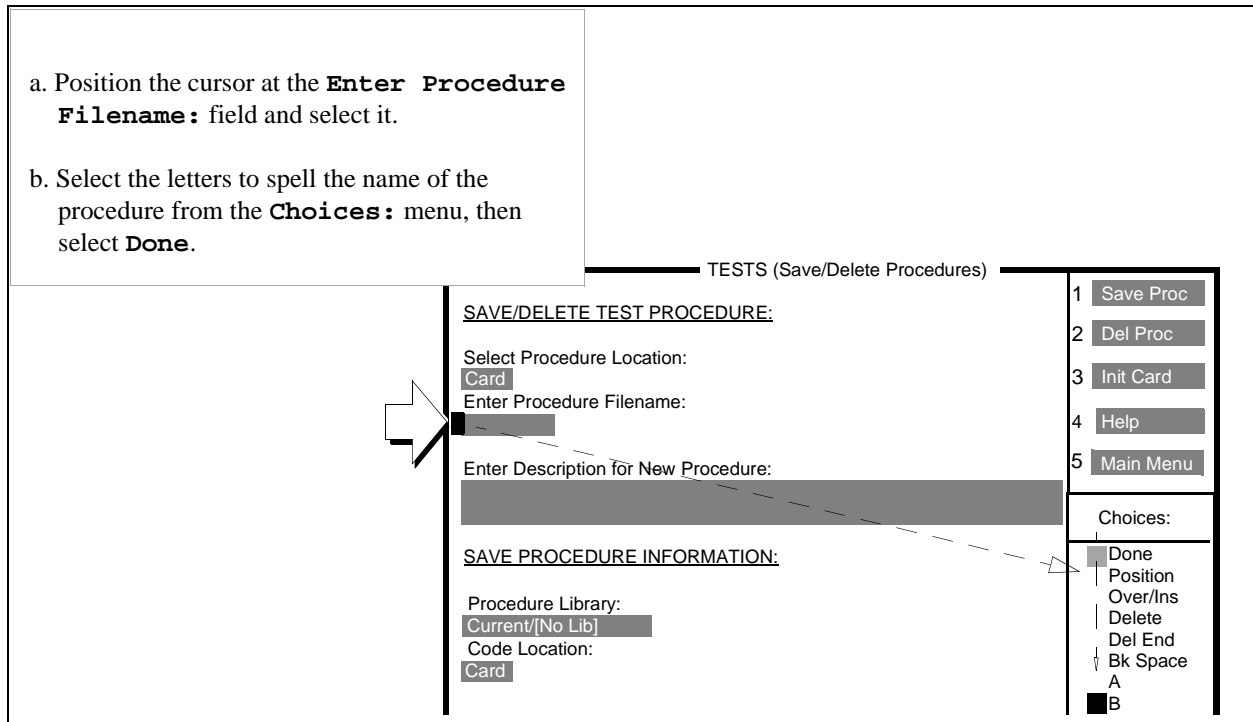 a. Position the cursor at the Enter Procedure
Filename: field and select it.
b. Select the letters to spell the name of the
procedure from the Choices: menu, then
select Done.
TESTS (Save/Delete Procedures)
SAVE/DELETE TEST PROCEDURE:
Select Procedure Location:
Card
Enter Procedure Filename:
Enter Description for New Procedure:
SAVE PROCEDURE INFORMATION:
Procedure Library:
Current/[No Lib]
Code Location:
Card
1 Save Proc
2 Del Proc
3 Init Card
4 Help
5 Main Menu
Choices:
Done
Position
Over/Ins
Delete
Del End
Bk Space
A
B